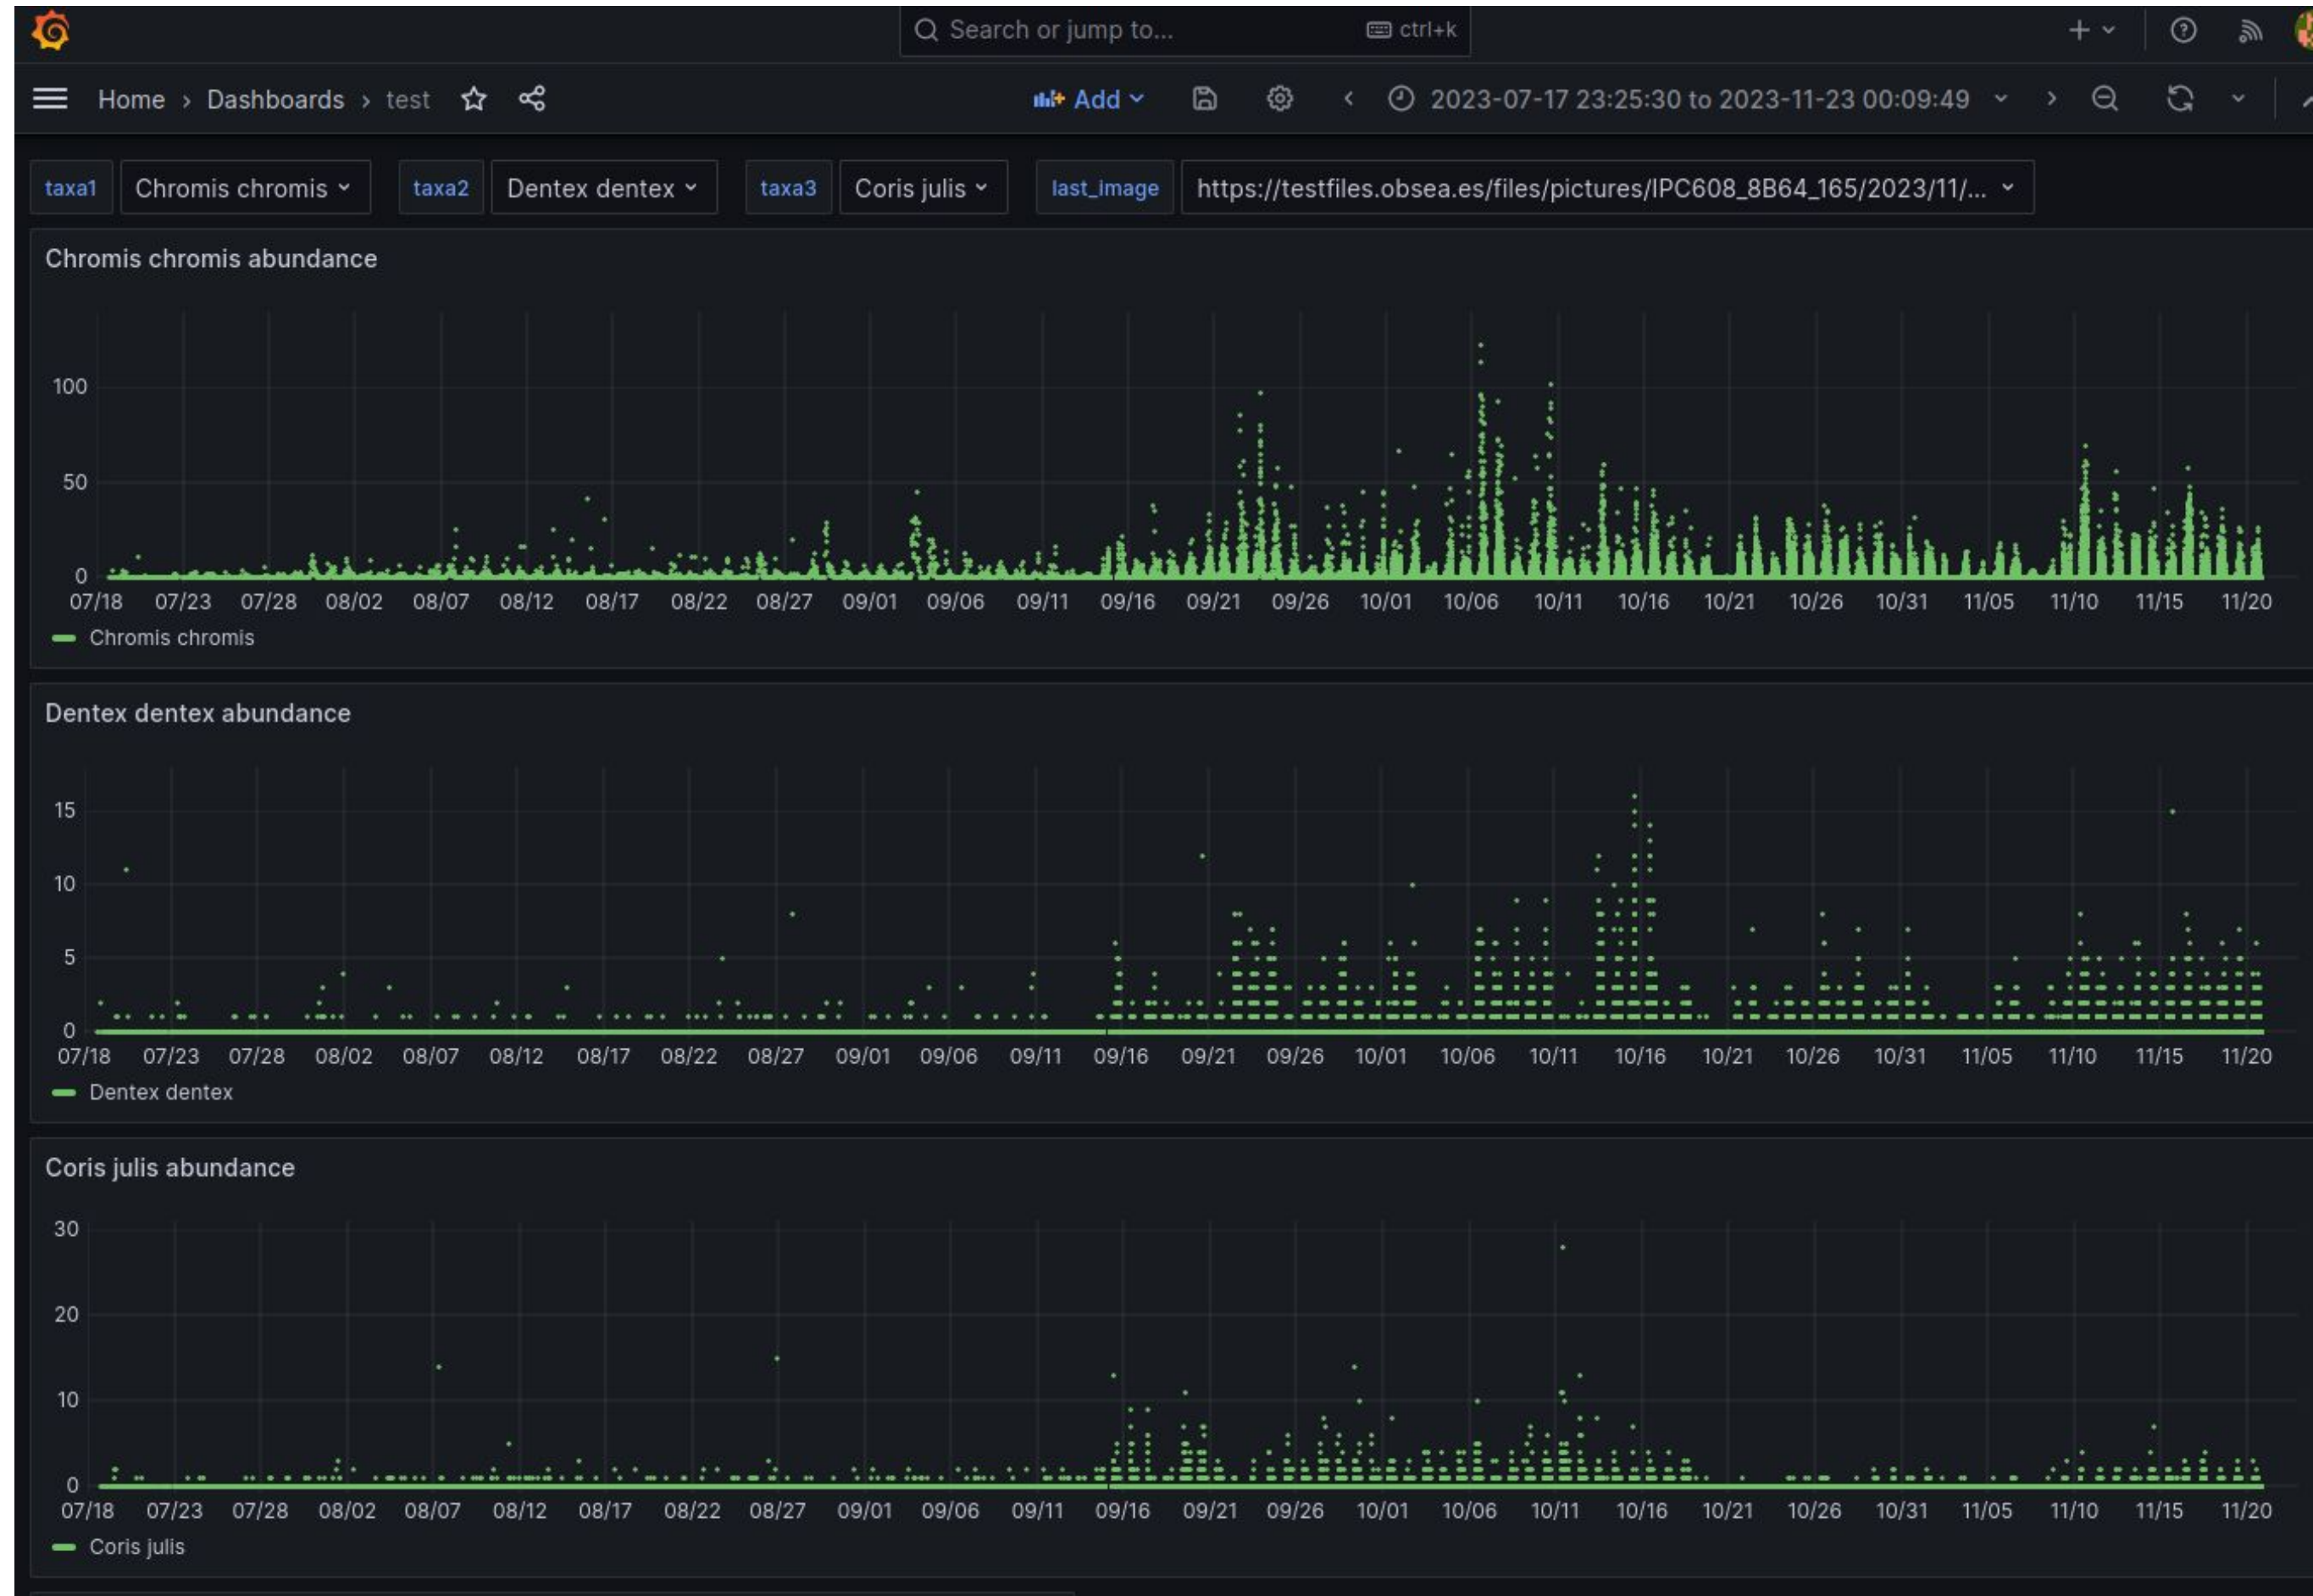 Search or jump to... ctrl+k
Home › Dashboards › test Add 2023-07-17 23:25:30 to 2023-11-23 00:09:49
taxa1 Chromis chromis taxa2 Dentex dentex taxa3 Coris julis last_image https://testfiles.obsea.es/files/pictures/IPC608_8B64_165/2023/11/...
Chromis chromis abundance
100
50
0
07/18 07/23 07/28 08/02 08/07 08/12 08/17 08/22 08/27 09/01 09/06 09/11 09/16 09/21 09/26 10/01 10/06 10/11 10/16 10/21 10/26 10/31 11/05 11/10 11/15 11/20
Chromis chromis
Dentex dentex abundance
15
10
5
0
07/18 07/23 07/28 08/02 08/07 08/12 08/17 08/22 08/27 09/01 09/06 09/11 09/16 09/21 09/26 10/01 10/06 10/11 10/16 10/21 10/26 10/31 11/05 11/10 11/15 11/20
Dentex dentex
Coris julis abundance
30
20
10
0
07/18 07/23 07/28 08/02 08/07 08/12 08/17 08/22 08/27 09/01 09/06 09/11 09/16 09/21 09/26 10/01 10/06 10/11 10/16 10/21 10/26 10/31 11/05 11/10 11/15 11/20
Coris julis